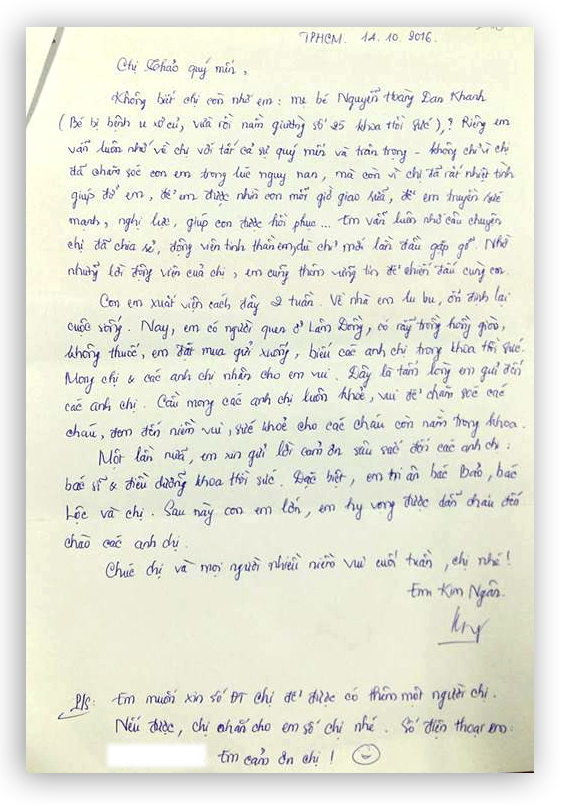 TPHCM. 14. 10. 2016.
Chị Thảo quý mến,
Không biết chị còn nhớ em: mẹ bé Nguyễn Hoàng Đan Khanh
(Bé bị bệnh u xơ cứ, vừa rồi nằm giường số 25 khoa Hồi Sức)? Riêng em
vẫn luôn nhớ về chị với tất cả sự quý mến và trân trọng - không chỉ vì chị
đã chăm sóc con em trong lúc nguy nan, mà còn vì chị đã rất nhiệt tình
giúp đỡ em, để em được nhìn con mỗi giờ giao sữa, để em truyền sức
mạnh, nghị lực, giúp con được hồi phục... Em vẫn luôn nhớ câu chuyện
chị đã chia sẻ, động viên tinh thần em, dù chỉ mới lần đầu gặp gỡ. Nhờ
những lời động viên của chị, em cũng thêm vững tin để chiến đấu cùng con.
Con em xuất viện cách đây 2 tuần. Về nhà em lu bu, ổn định lại
cuộc sống. Nay, em có người quen ở Lâm Đồng, có rẫy trồng hồng giòn,
không thuốc, em đặt mua gửi xuống, biếu các anh chị trong khoa Hồi Sức.
Mong chị & các anh chị nhận cho em vui. Đây là tấm lòng em gửi đến
các anh chị. Cầu mong các anh chị luôn khoẻ, vui để chăm sóc các
cháu, đem đến niềm vui, sức khoẻ cho các cháu còn nằm trong khoa.
Một lần nữa, em xin gửi lời cảm ơn sâu sắc đến các anh chị:
bác sĩ & điều dưỡng khoa Hồi Sức. Đặc biệt, em tri ân bác Bảo, bác
Lộc và chị. Sau này con em lớn, em hy vọng được dẫn cháu đến
chào các anh chị.
Chúc chị và mọi người nhiều niềm vui cuối tuần, chị nhé!
Em Kim Ngân.
P/S: Em muốn xin số ĐT chị để được có thêm một người chị.
Nếu được, chị nhắn cho em số chị nhé. Số điện thoại em:
Em cảm ơn chị!